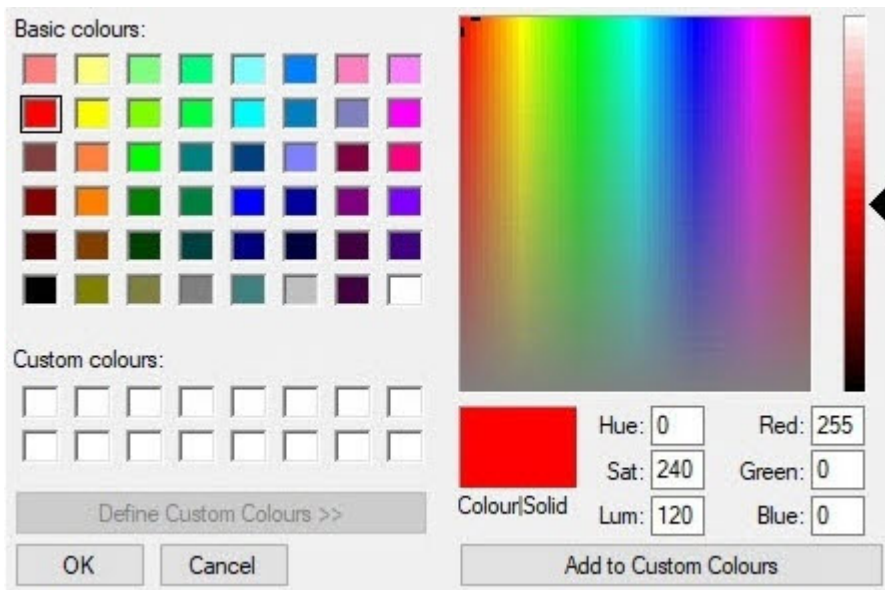 Basic colours:
Custom colours:
Define Custom Colours >>
OK
Cancel
Colour|Solid
Hue: 0
Sat: 240
Lum: 120
Red: 255
Green: 0
Blue: 0
Add to Custom Colours